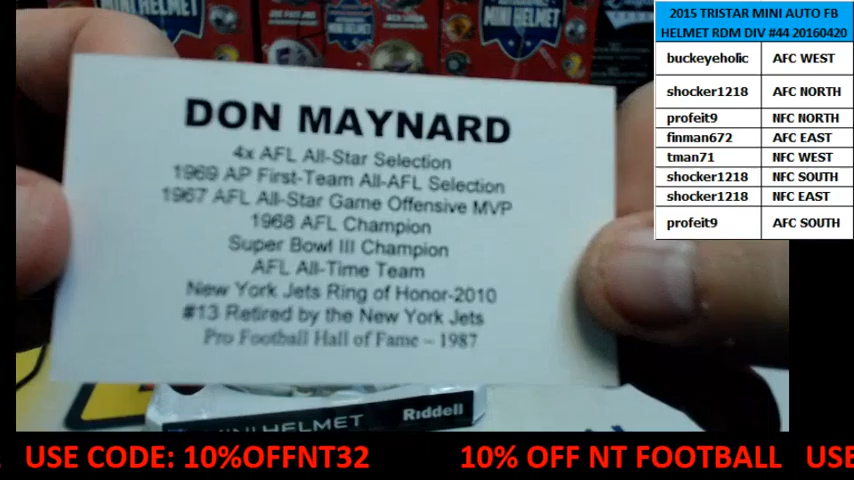 MINI HELMET
MINI HELMET
2015 TRISTAR MINI AUTO FB
HELMET RDM DIV #44 20160420
buckeyeholic AFC WEST
shocker1218 AFC NORTH
profeit9 NFC NORTH
finman672 AFC EAST
tman71 NFC WEST
shocker1218 NFC SOUTH
shocker1218 NFC EAST
profeit9 AFC SOUTH
DON MAYNARD
4x AFL All-Star Selection
1969 AP First-Team All-AFL Selection
1967 AFL All-Star Game Offensive MVP
1968 AFL Champion
Super Bowl III Champion
AFL All-Time Team
New York Jets Ring of Honor-2010
#13 Retired by the New York Jets
Pro Football Hall of Fame – 1987
MINI HELMET Riddell
USE CODE: 10%OFFNT32 10% OFF NT FOOTBALL USE